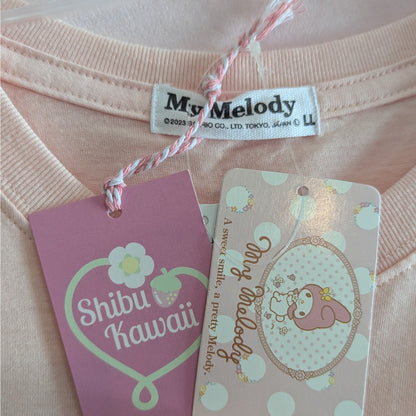 My Melody
©2023 SANRIO CO., LTD. TOKYO, JAPAN Ⓛ LL
Shibu
Kawaii
My Melody
A sweet smile, a pretty Melody.